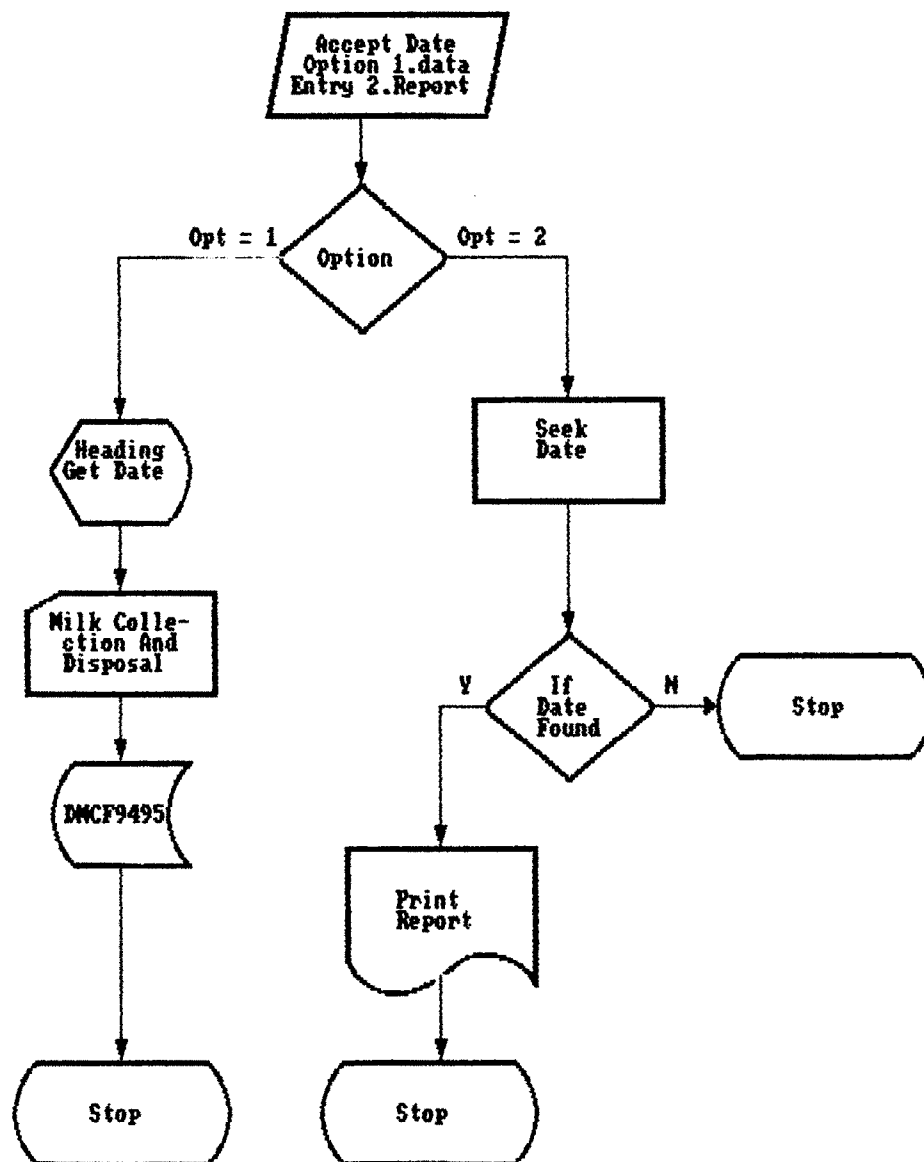 Accept Date
Option 1.data
Entry 2.Report
Opt = 1
Option
Opt = 2
Heading
Get Date
Seek
Date
Milk Colle-
ction And
Disposal
Y
If
Date
Found
N
Stop
DMCF9495
Print
Report
Stop
Stop